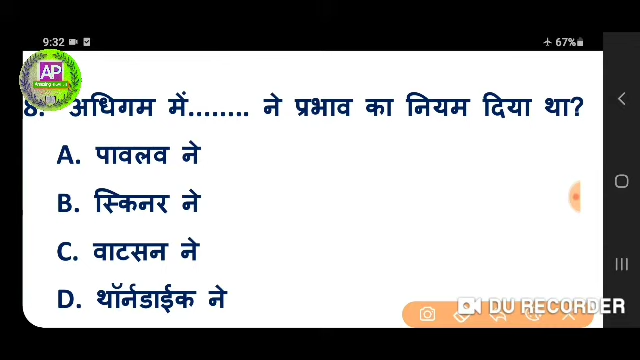 9:32
67%
AP
8. अधिगम में........ ने प्रभाव का नियम दिया था?
A. पावलव ने
B. स्किनर ने
C. वाटसन ने
D. थॉर्नडाईक ने
DU RECORDER